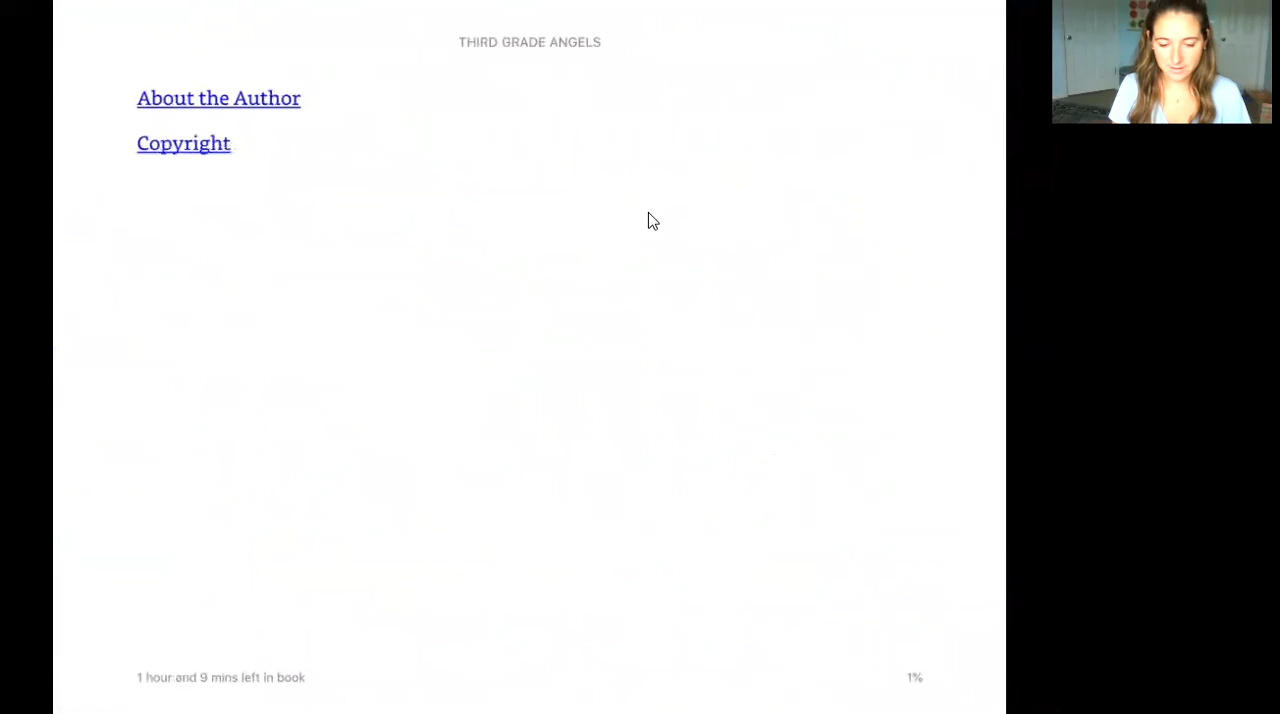 THIRD GRADE ANGELS
About the Author
Copyright
1 hour and 9 mins left in book
1%